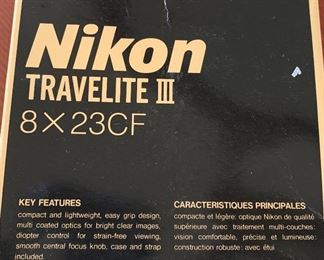 Nikon
TRAVELITE III
8×23CF
KEY FEATURES
compact and lightweight, easy grip design,
multi coated optics for bright clear images,
diopter control for strain-free viewing,
smooth central focus knob, case and strap
included.
CARACTERISTIQUES PRINCIPALES
compacte et légère: optique Nikon de qualité
supérieure avec traitement multi-couches:
vision comfortable, précise et lumineuse:
construction robuste: avec étui